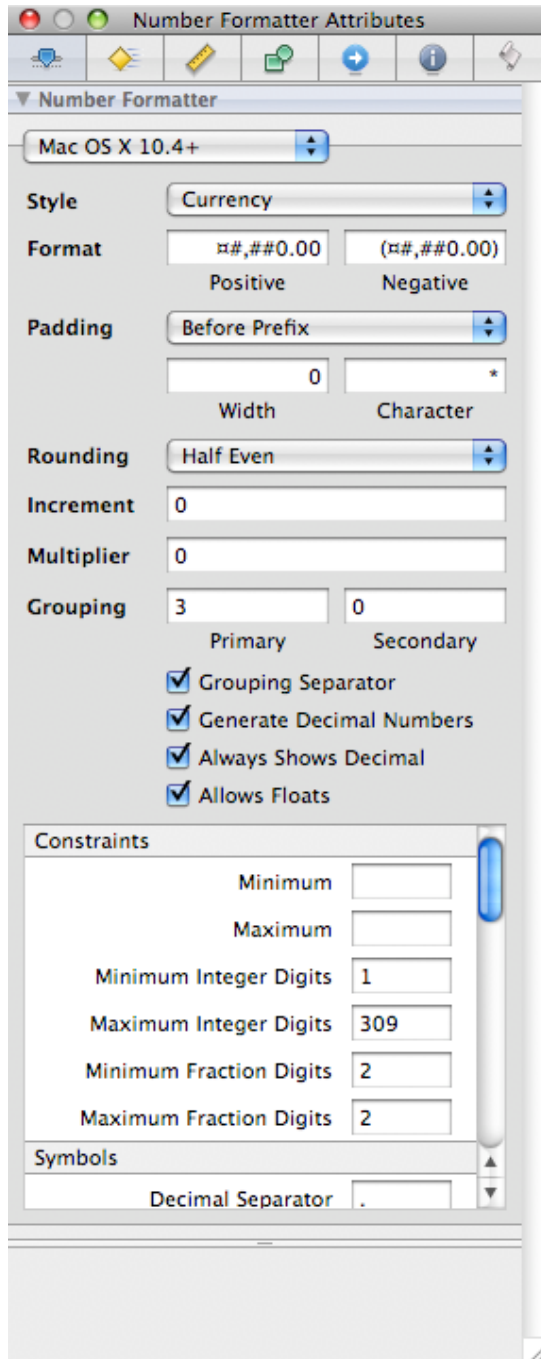 Number Formatter Attributes
Number Formatter
Mac OS X 10.4+
Style Currency
Format ¤#,##0.00 (¤#,##0.00)
Positive Negative
Padding Before Prefix
0 *
Width Character
Rounding Half Even
Increment 0
Multiplier 0
Grouping 3 0
Primary Secondary
Grouping Separator
Generate Decimal Numbers
Always Shows Decimal
Allows Floats
Constraints
Minimum
Maximum
Minimum Integer Digits 1
Maximum Integer Digits 309
Minimum Fraction Digits 2
Maximum Fraction Digits 2
Symbols
Decimal Separator .